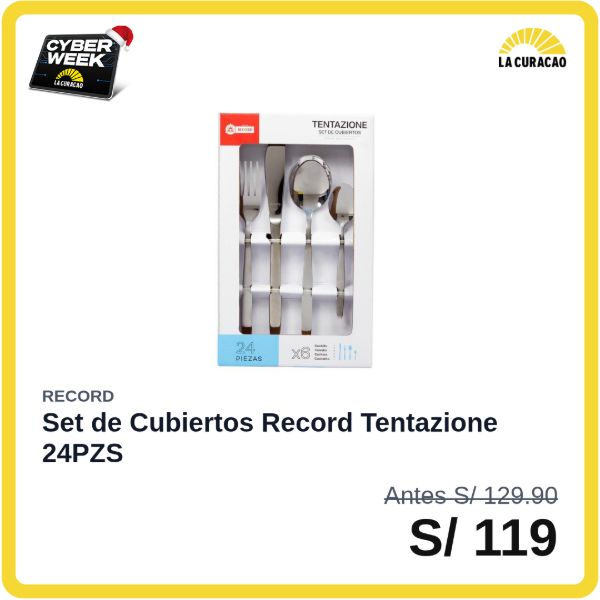 CYBER
WEEK
LA CURACAO
LA CURACAO
RECORD
TENTAZIONE
SET DE CUBIERTOS
24
PIEZAS
x6
RECORD
Set de Cubiertos Record Tentazione
24PZS
Antes S/ 129.90
S/ 119